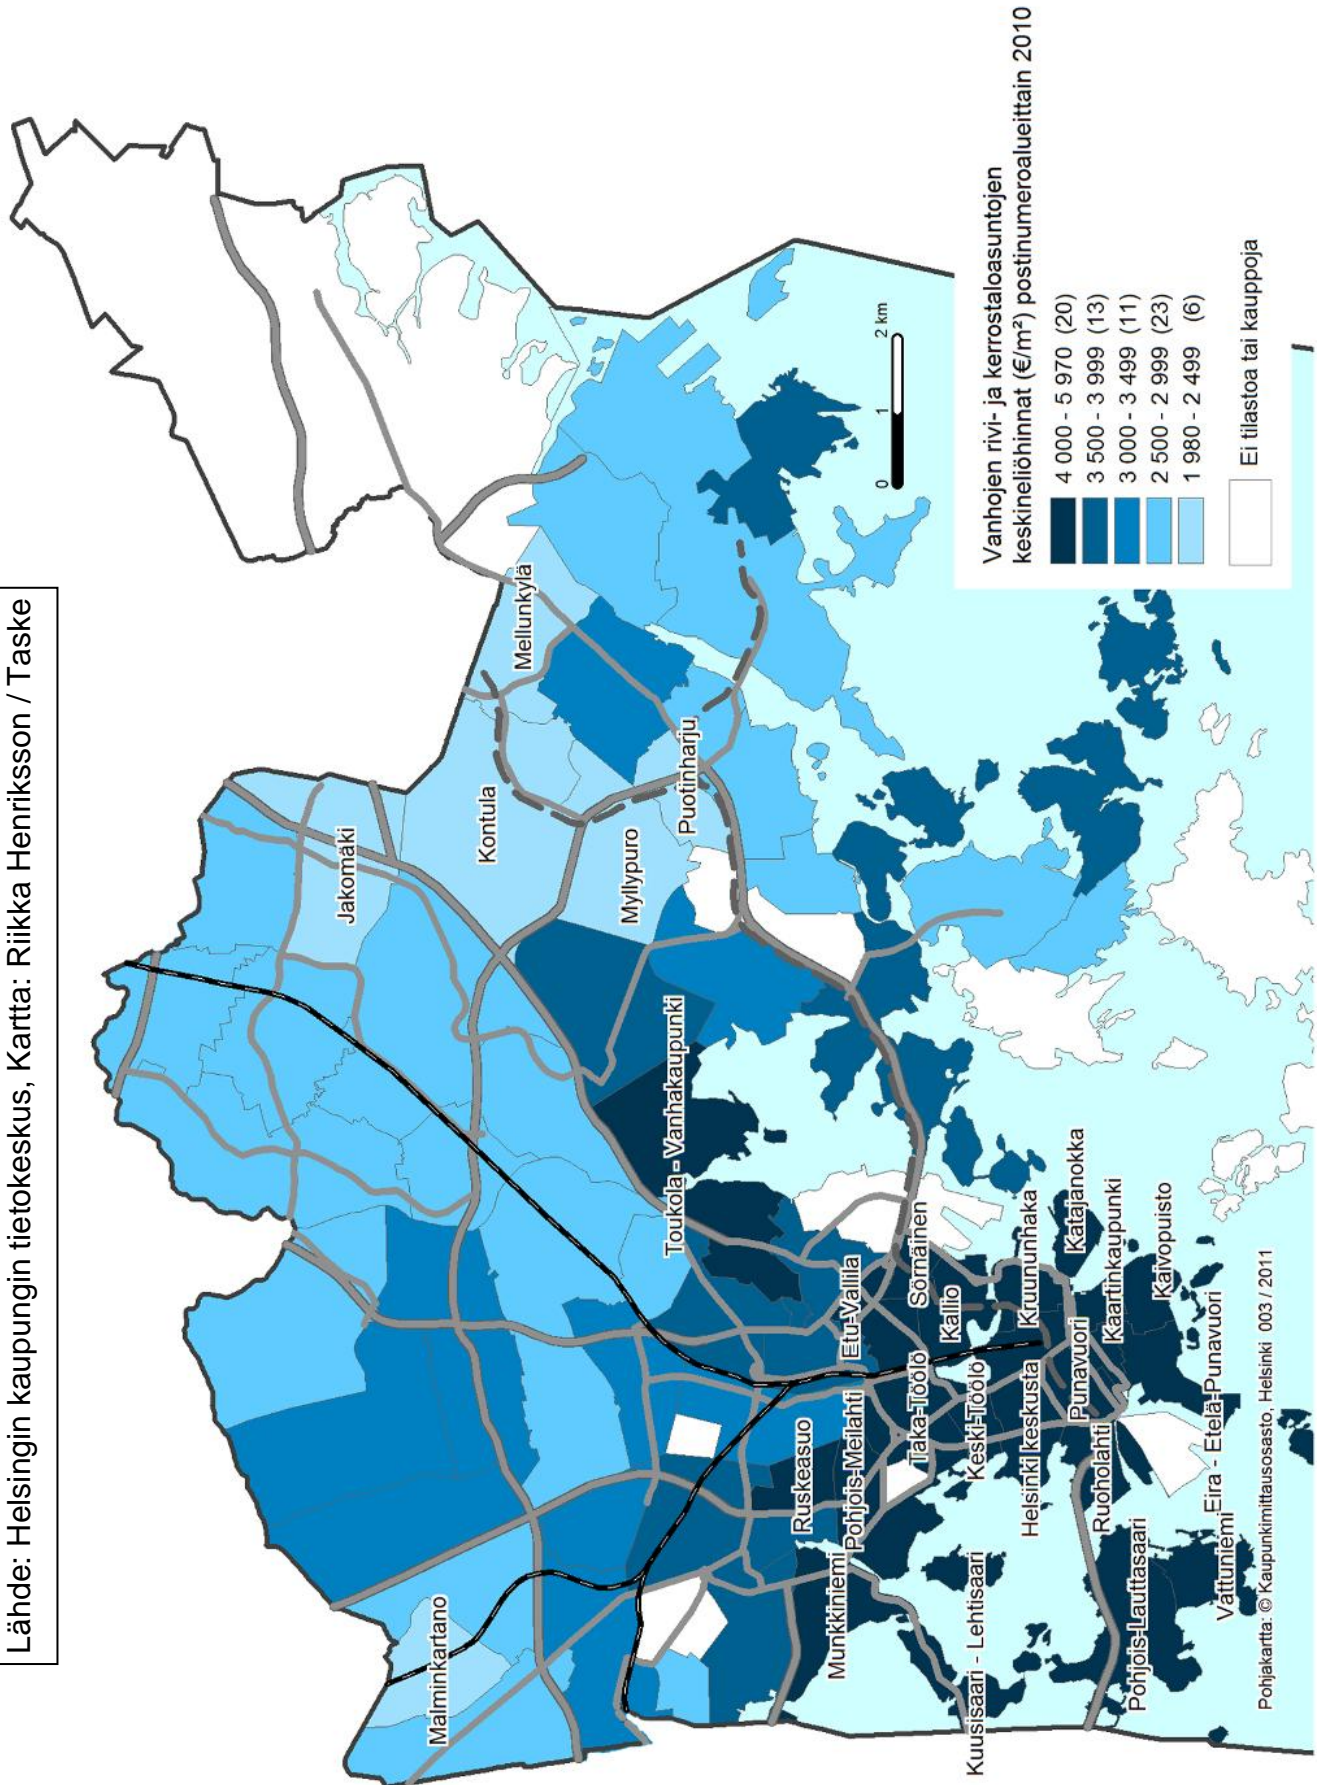 Lähde: Helsingin kaupungin tietokeskus, Kartta: Riikka Henriksson / Taske
Malminkartano
Jakomäki
Kontula
Mellunkylä
Myllypuro
Puotinharju
Toukola - Vanhakaupunki
Ruskeasuo
Munkkiniemi
Pohjois-Meilahti
Etu-Vallila
Taka-Töölö
Sörnäinen
Kallio
Keski-Töölö
Kuusisaari - Lehtisaari
Helsinki keskusta
Kruununhaka
Punavuori
Katajanokka
Ruoholahti
Kaartinkaupunki
Pohjois-Lauttasaari
Kaivopuisto
Eira - Etelä-Punavuori
Vattuniemi
0 1 2 km
Vanhojen rivi- ja kerrostaloasuntojen
keskineliöhinnat (€/m²) postinumeroalueittain 2010
4 000 - 5 970 (20)
3 500 - 3 999 (13)
3 000 - 3 499 (11)
2 500 - 2 999 (23)
1 980 - 2 499 (6)
Ei tilastoa tai kauppoja
Pohjakartta: © Kaupunkimittausosasto, Helsinki 003 / 2011